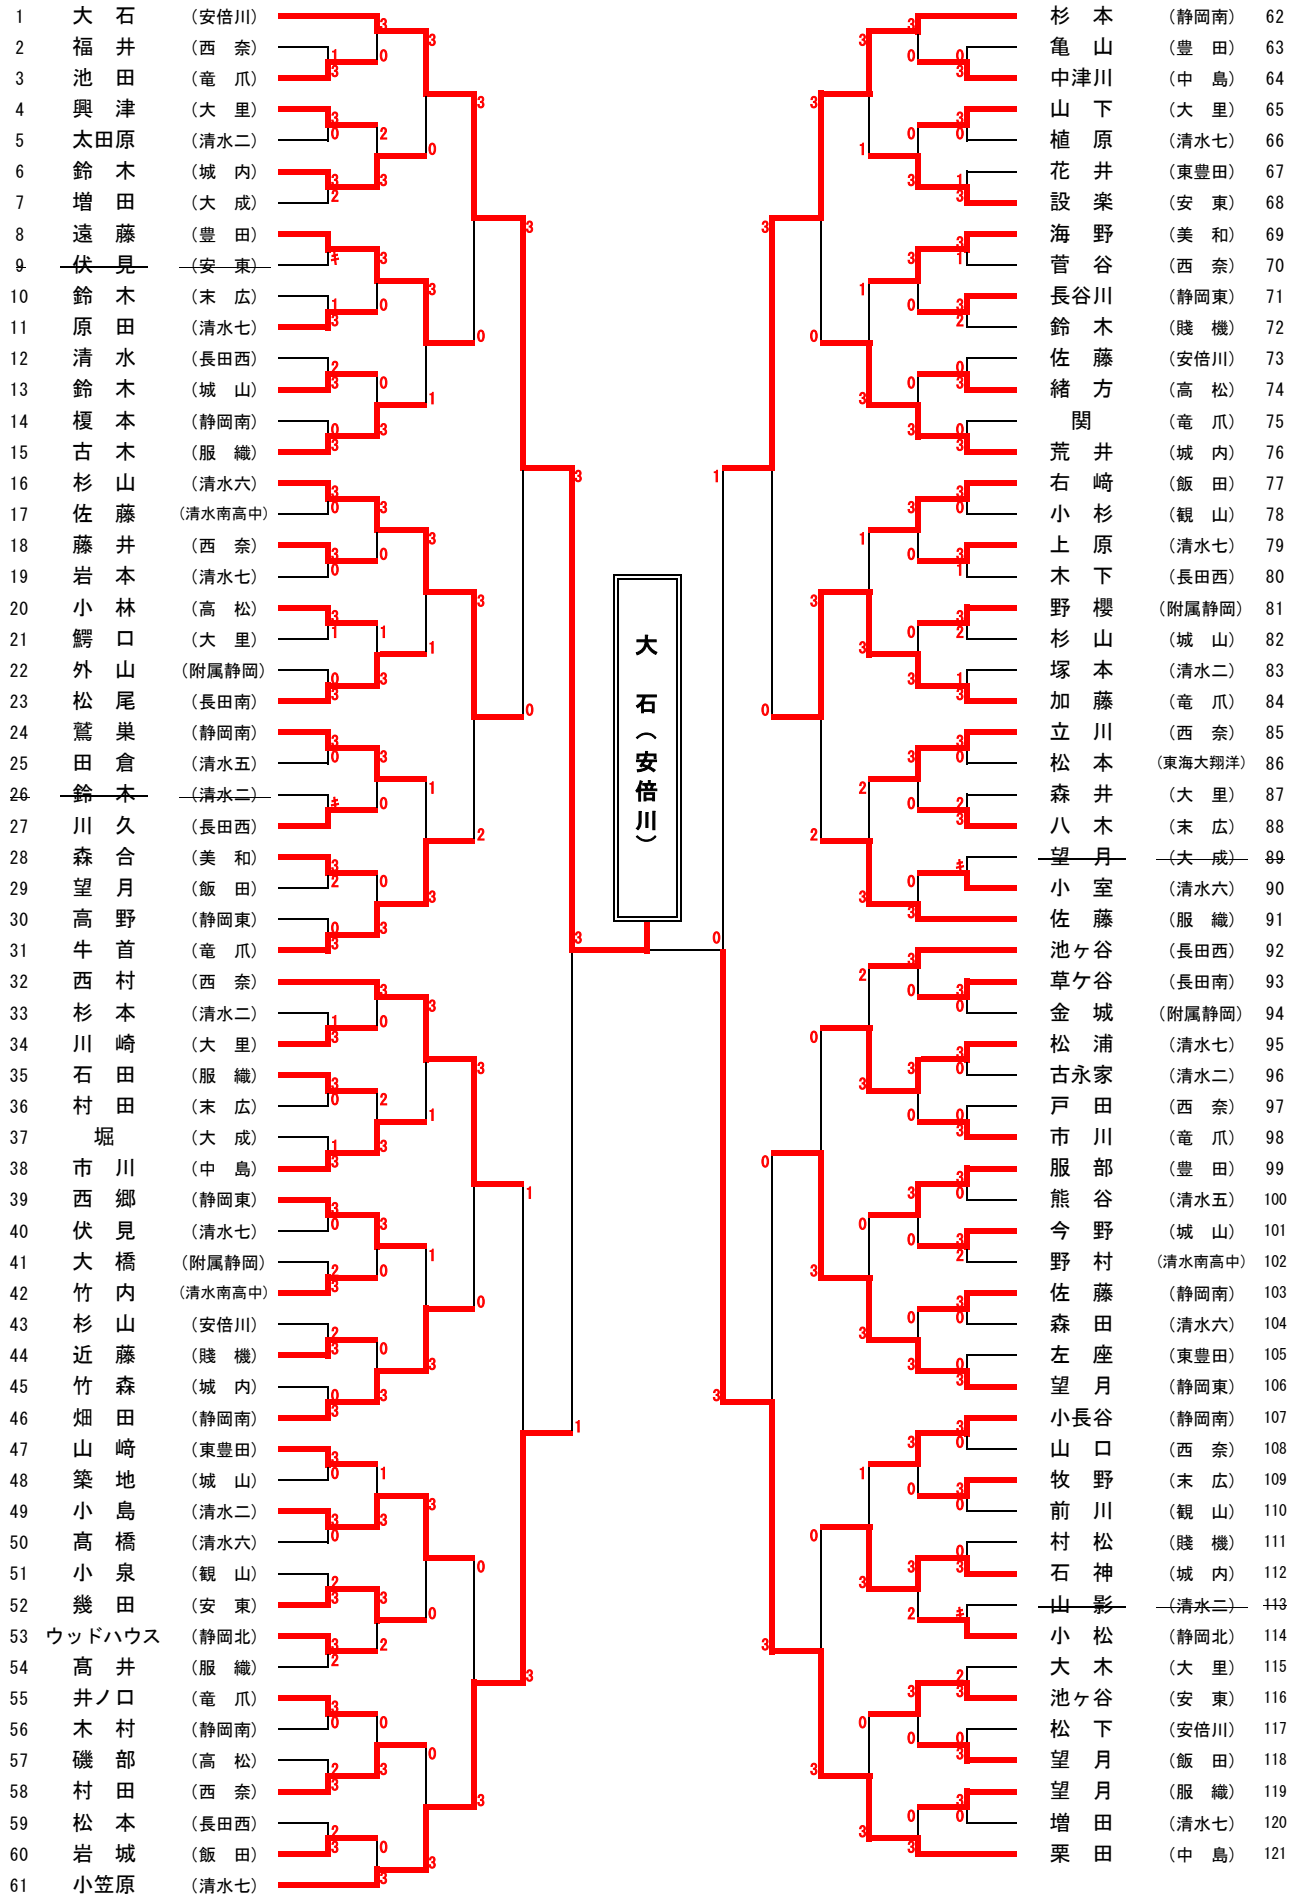 1 大 石 (安倍川)
2 福 井 (西 奈)
3 池 田 (竜 爪)
4 興 津 (大 里)
5 太田原 (清水二)
6 鈴 木 (城 内)
7 増 田 (大 成)
8 遠 藤 (豊 田)
9 伏 見 (安 東)
10 鈴 木 (末 広)
11 原 田 (清水七)
12 清 水 (長田西)
13 鈴 木 (城 山)
14 榎 本 (静岡南)
15 古 木 (服 織)
16 杉 山 (清水六)
17 佐 藤 (清水南高中)
18 藤 井 (西 奈)
19 岩 本 (清水七)
20 小 林 (高 松)
21 鰐 口 (大 里)
22 外 山 (附属静岡)
23 松 尾 (長田南)
24 鷲 巣 (静岡南)
25 田 倉 (清水五)
26 鈴 木 (清水二)
27 川 久 (長田西)
28 森 合 (美 和)
29 望 月 (飯 田)
30 高 野 (静岡東)
31 牛 首 (竜 爪)
32 西 村 (西 奈)
33 杉 本 (清水二)
34 川 崎 (大 里)
35 石 田 (服 織)
36 村 田 (末 広)
37 堀 (大 成)
38 市 川 (中 島)
39 西 郷 (静岡東)
40 伏 見 (清水七)
41 大 橋 (附属静岡)
42 竹 内 (清水南高中)
43 杉 山 (安倍川)
44 近 藤 (賤 機)
45 竹 森 (城 内)
46 畑 田 (静岡南)
47 山 﨑 (東豊田)
48 築 地 (城 山)
49 小 島 (清水二)
50 髙 橋 (清水六)
51 小 泉 (観 山)
52 幾 田 (安 東)
53 ウッドハウス (静岡北)
54 髙 井 (服 織)
55 井ノ口 (竜 爪)
56 木 村 (静岡南)
57 磯 部 (高 松)
58 村 田 (西 奈)
59 松 本 (長田西)
60 岩 城 (飯 田)
61 小笠原 (清水七)
大 石(安倍川)
杉 本 (静岡南) 62
亀 山 (豊 田) 63
中津川 (中 島) 64
山 下 (大 里) 65
植 原 (清水七) 66
花 井 (東豊田) 67
設 楽 (安 東) 68
海 野 (美 和) 69
菅 谷 (西 奈) 70
長谷川 (静岡東) 71
鈴 木 (賤 機) 72
佐 藤 (安倍川) 73
緒 方 (高 松) 74
関 (竜 爪) 75
荒 井 (城 内) 76
右 﨑 (飯 田) 77
小 杉 (観 山) 78
上 原 (清水七) 79
木 下 (長田西) 80
野 櫻 (附属静岡) 81
杉 山 (城 山) 82
塚 本 (清水二) 83
加 藤 (竜 爪) 84
立 川 (西 奈) 85
松 本 (東海大翔洋) 86
森 井 (大 里) 87
八 木 (末 広) 88
望 月 (大 成) 89
小 室 (清水六) 90
佐 藤 (服 織) 91
池ヶ谷 (長田西) 92
草ケ谷 (長田南) 93
金 城 (附属静岡) 94
松 浦 (清水七) 95
古永家 (清水二) 96
戸 田 (西 奈) 97
市 川 (竜 爪) 98
服 部 (豊 田) 99
熊 谷 (清水五) 100
今 野 (城 山) 101
野 村 (清水南高中) 102
佐 藤 (静岡南) 103
森 田 (清水六) 104
左 座 (東豊田) 105
望 月 (静岡東) 106
小長谷 (静岡南) 107
山 口 (西 奈) 108
牧 野 (末 広) 109
前 川 (観 山) 110
村 松 (賤 機) 111
石 神 (城 内) 112
山 影 (清水二) 113
小 松 (静岡北) 114
大 木 (大 里) 115
池ヶ谷 (安 東) 116
松 下 (安倍川) 117
望 月 (飯 田) 118
望 月 (服 織) 119
増 田 (清水七) 120
栗 田 (中 島) 121